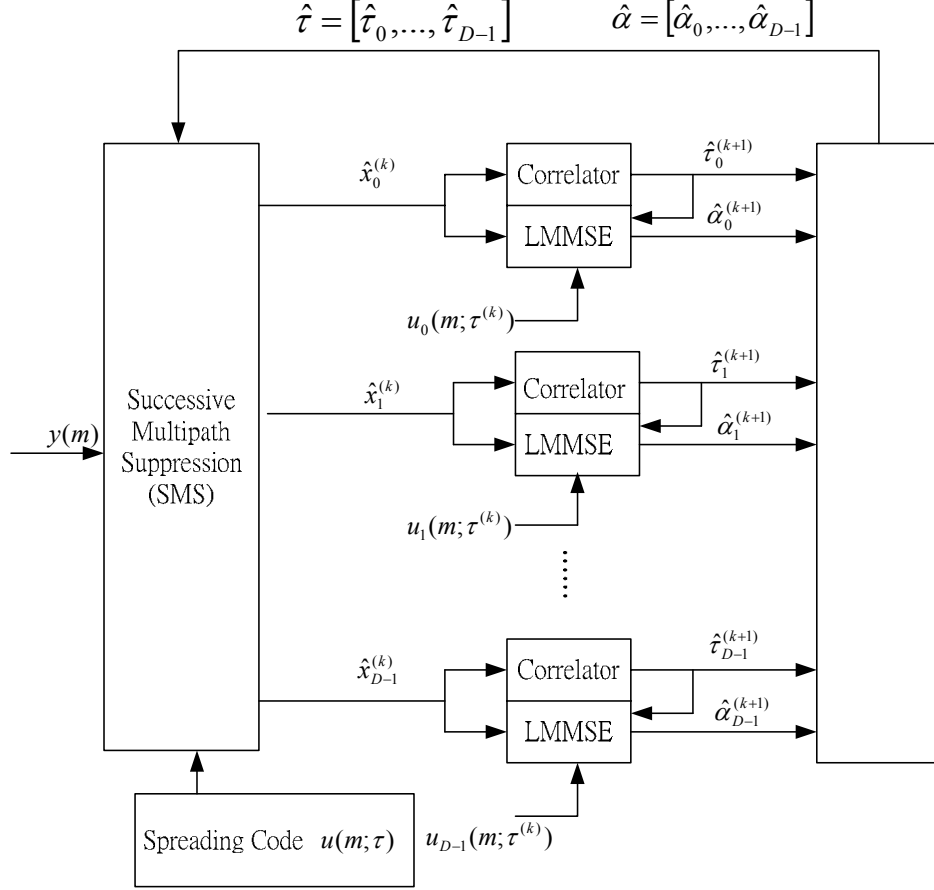 τ̂ = [τ̂₀,..., τ̂_{D−1}]
α̂ = [α̂₀,..., α̂_{D−1}]
x̂₀^{(k)}
Correlator
τ̂₀^{(k+1)}
LMMSE
α̂₀^{(k+1)}
u₀(m;τ^{(k)})
x̂₁^{(k)}
Correlator
τ̂₁^{(k+1)}
LMMSE
α̂₁^{(k+1)}
u₁(m;τ^{(k)})
y(m)
Successive
Multipath
Suppression
(SMS)
......
x̂_{D−1}^{(k)}
Correlator
τ̂_{D−1}^{(k+1)}
LMMSE
α̂_{D−1}^{(k+1)}
u_{D−1}(m;τ^{(k)})
Spreading Code u(m;τ)